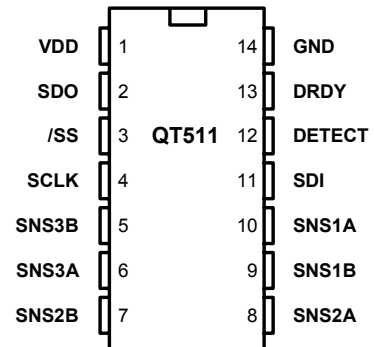 VDD 1 14 GND
SDO 2 13 DRDY
/SS 3 QT511 12 DETECT
SCLK 4 11 SDI
SNS3B 5 10 SNS1A
SNS3A 6 9 SNS1B
SNS2B 7 8 SNS2A